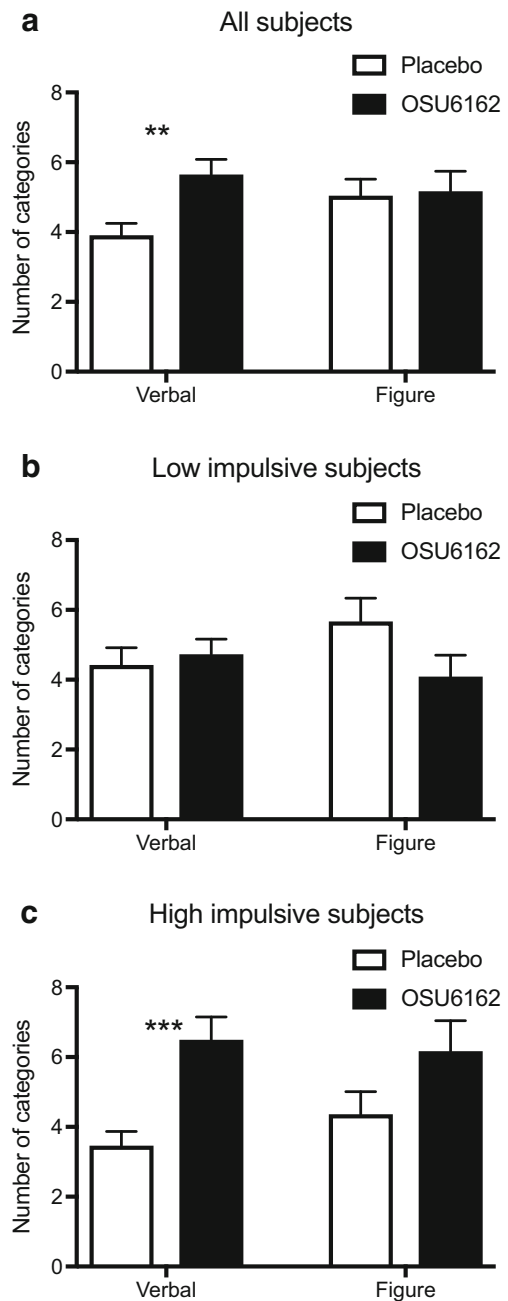 a
All subjects
Placebo
OSU6162
Number of categories
8
6
4
2
0
**
Verbal
Figure
b
Low impulsive subjects
Placebo
OSU6162
Number of categories
8
6
4
2
0
Verbal
Figure
c
High impulsive subjects
Placebo
OSU6162
Number of categories
8
6
4
2
0
***
Verbal
Figure